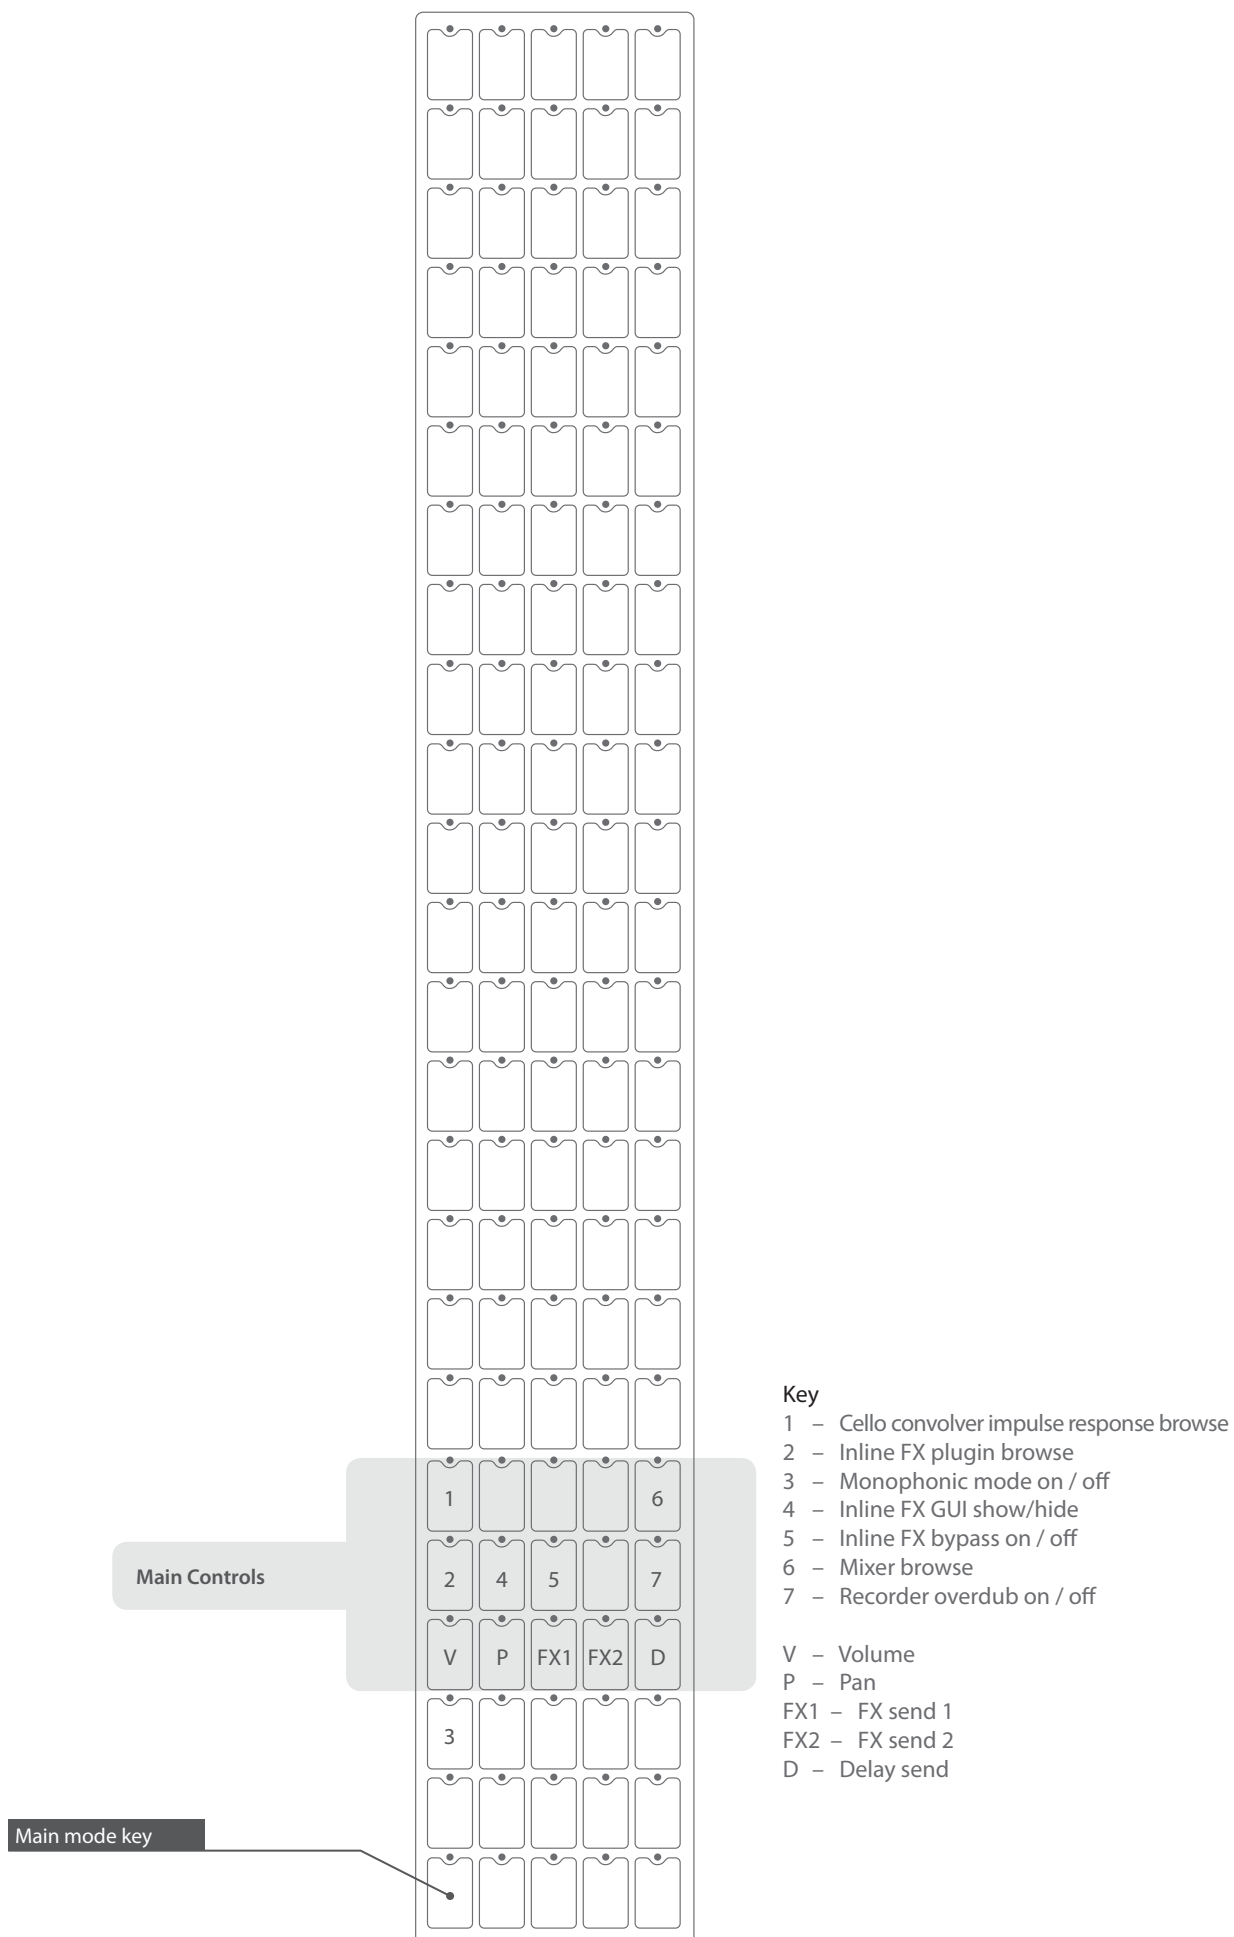 Key
1 – Cello convolver impulse response browse
2 – Inline FX plugin browse
3 – Monophonic mode on / off
4 – Inline FX GUI show/hide
5 – Inline FX bypass on / off
6 – Mixer browse
7 – Recorder overdub on / off
V – Volume
P – Pan
FX1 – FX send 1
FX2 – FX send 2
D – Delay send
Main Controls
1 6
2 4 5 7
V P FX1 FX2 D
3
Main mode key